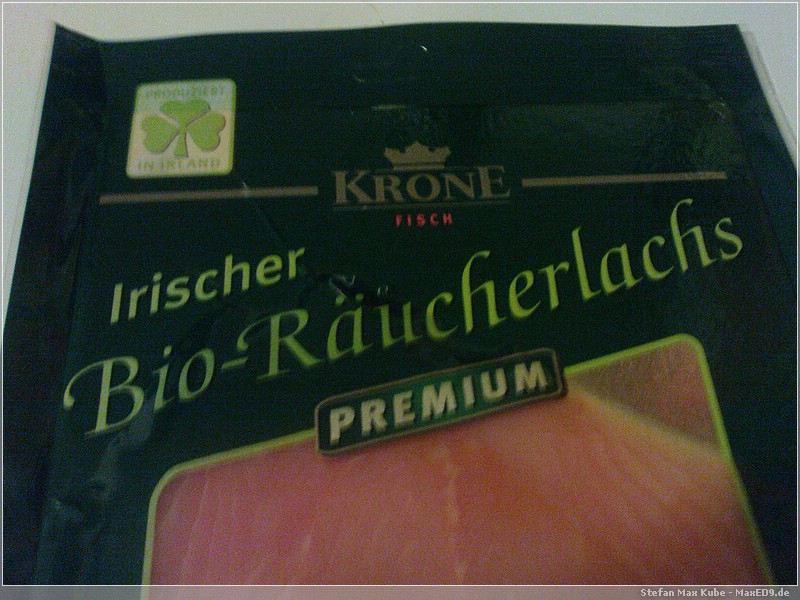 PRODUZIERT
IN IRLAND
KRONE
FISCH
Irischer
Bio-Räucherlachs
PREMIUM
Stefan Max Kube - MaxED9.de